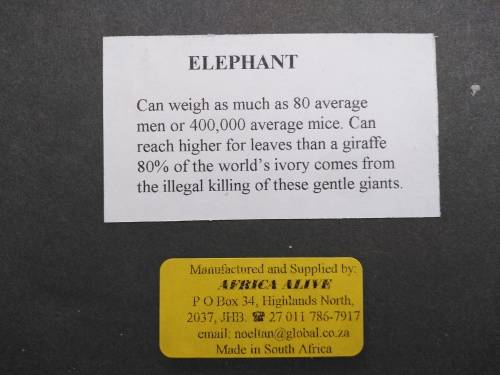 ELEPHANT
Can weigh as much as 80 average
men or 400,000 average mice. Can
reach higher for leaves than a giraffe
80% of the world's ivory comes from
the illegal killing of these gentle giants.
Manufactured and Supplied by:
AFRICA ALIVE
P O Box 34, Highlands North,
2037, JHB. ☎ 27 011 786-7917
email: noeltan@global.co.za
Made in South Africa